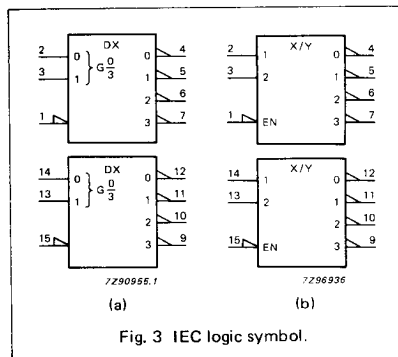 DX X/Y
2 0 0 4 2 1 0 4
3 1 } G 0/3 1 5 3 2 1 5
2 6 2 6
1 3 7 1 EN 3 7
DX X/Y
14 0 0 12 14 1 0 12
13 1 } G 0/3 1 11 13 2 1 11
2 10 2 10
15 3 9 15 EN 3 9
7Z90955.1 7Z96936
(a) (b)
Fig. 3 IEC logic symbol.